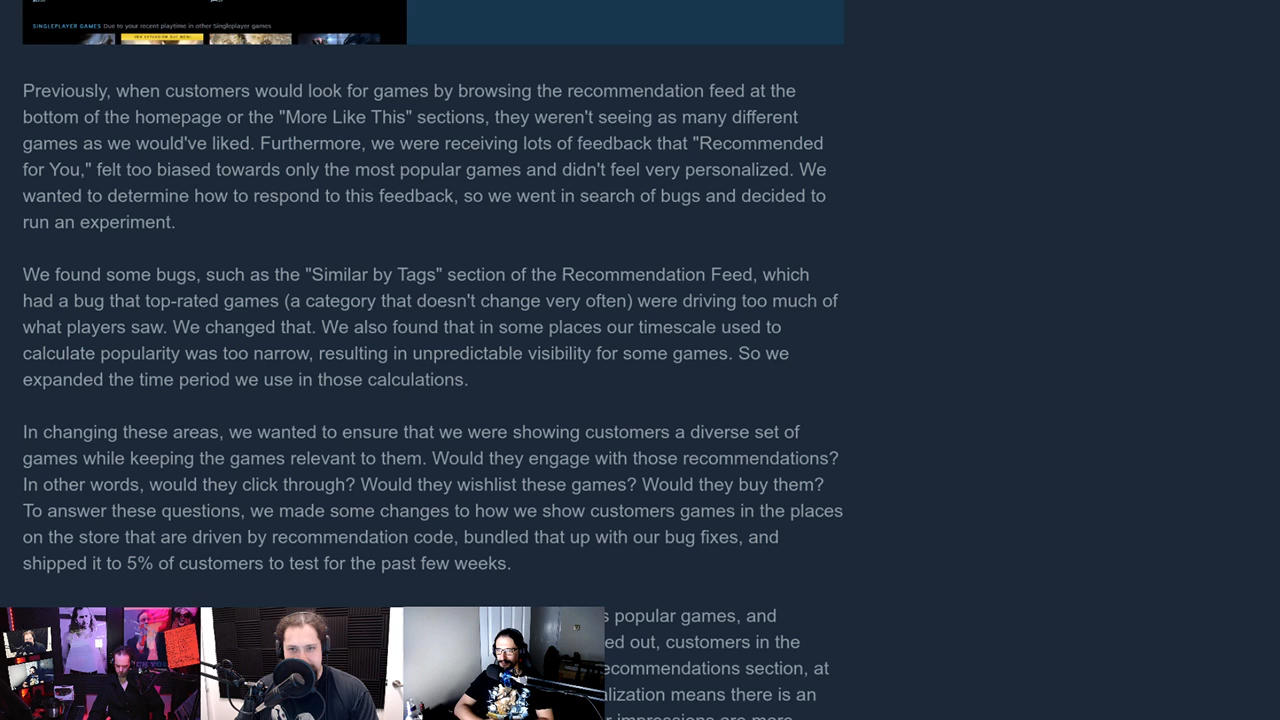 SINGLEPLAYER GAMES Due to your recent playtime in other Singleplayer games
Previously, when customers would look for games by browsing the recommendation feed at the
bottom of the homepage or the "More Like This" sections, they weren't seeing as many different
games as we would've liked. Furthermore, we were receiving lots of feedback that "Recommended
for You," felt too biased towards only the most popular games and didn't feel very personalized. We
wanted to determine how to respond to this feedback, so we went in search of bugs and decided to
run an experiment.
We found some bugs, such as the "Similar by Tags" section of the Recommendation Feed, which
had a bug that top-rated games (a category that doesn't change very often) were driving too much of
what players saw. We changed that. We also found that in some places our timescale used to
calculate popularity was too narrow, resulting in unpredictable visibility for some games. So we
expanded the time period we use in those calculations.
In changing these areas, we wanted to ensure that we were showing customers a diverse set of
games while keeping the games relevant to them. Would they engage with those recommendations?
In other words, would they click through? Would they wishlist these games? Would they buy them?
To answer these questions, we made some changes to how we show customers games in the places
on the store that are driven by recommendation code, bundled that up with our bug fixes, and
shipped it to 5% of customers to test for the past few weeks.
popular games, and
out, customers in the
section, at
means there is an
impressions are more